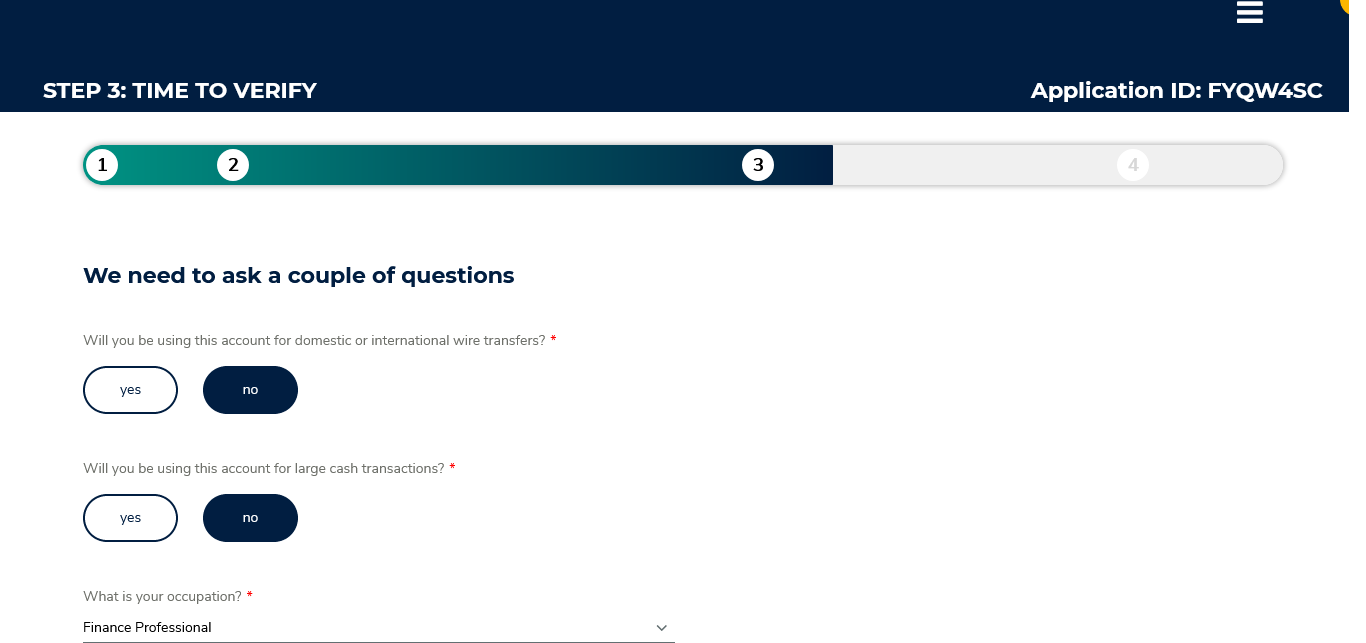 STEP 3: TIME TO VERIFY Application ID: FYQW4SC
1 2 3 4
We need to ask a couple of questions
Will you be using this account for domestic or international wire transfers? *
yes no
Will you be using this account for large cash transactions? *
yes no
What is your occupation? *
Finance Professional